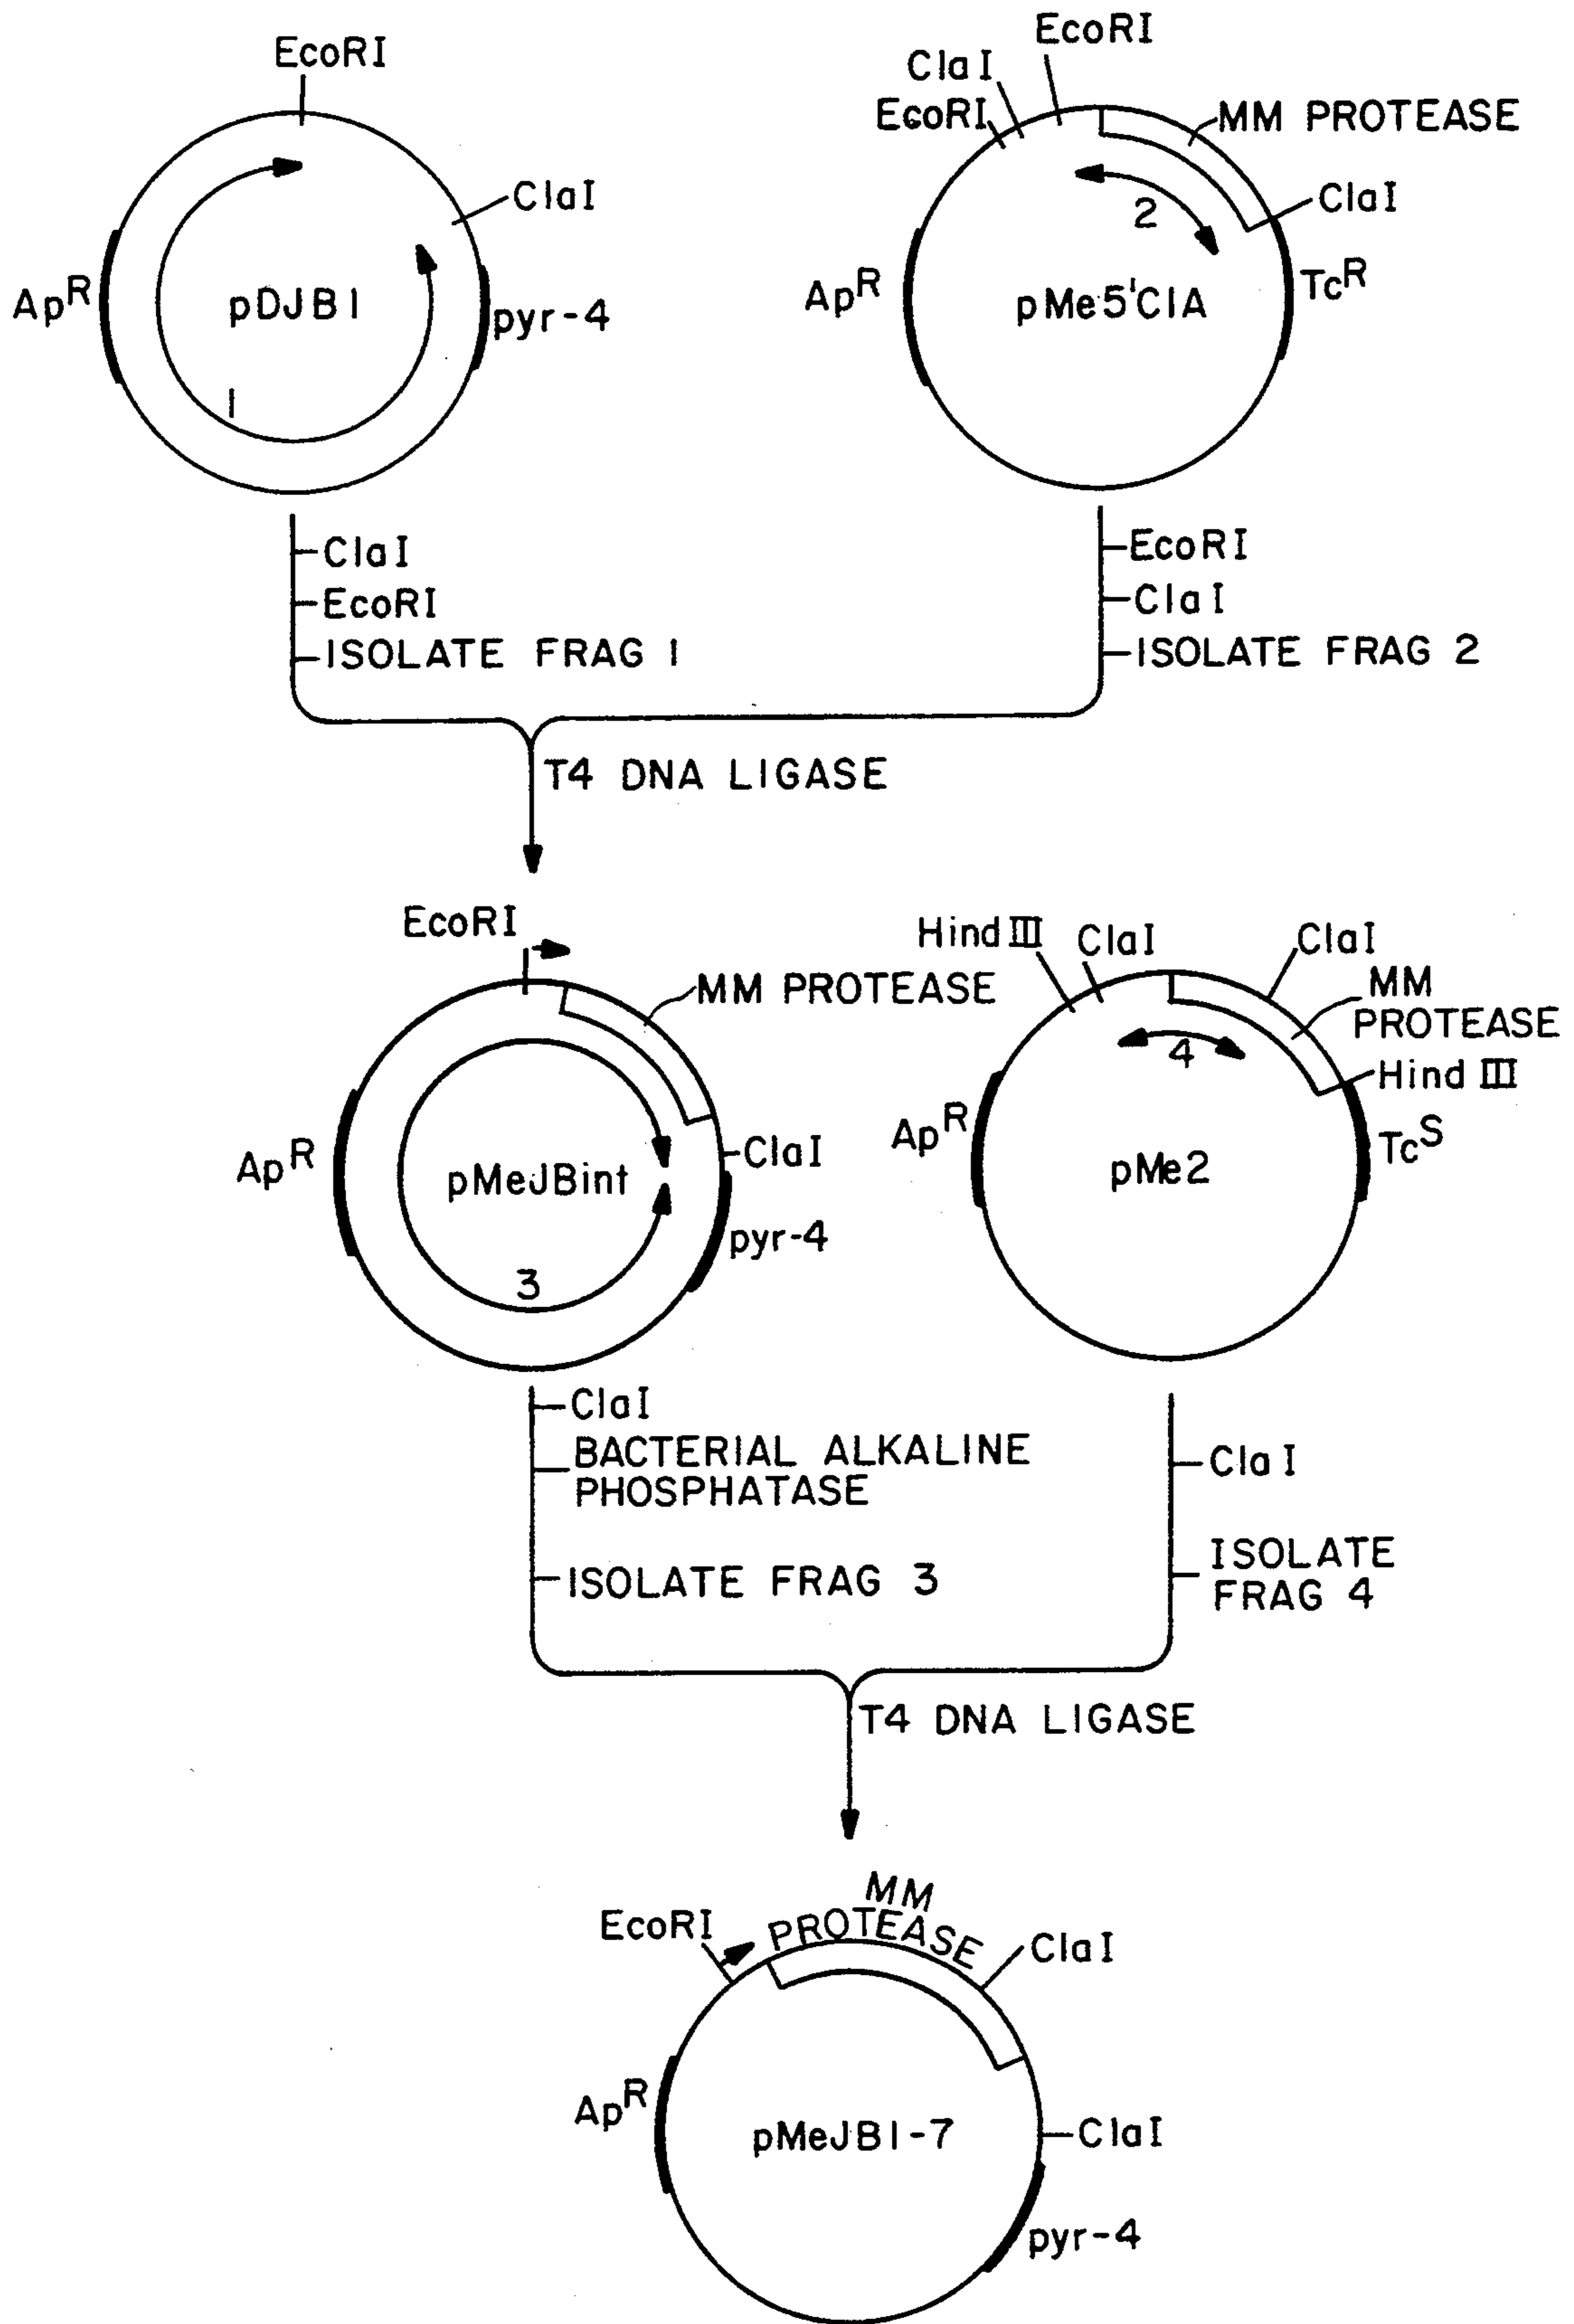 EcoRI
ClaI
ApR
pDJB1
pyr-4
1
EcoRI
ClaI
EcoRI
MM PROTEASE
ClaI
2
ApR
pMe5'ClA
TcR
ClaI
EcoRI
ISOLATE FRAG 1
EcoRI
ClaI
ISOLATE FRAG 2
T4 DNA LIGASE
EcoRI
MM PROTEASE
ApR
pMeJBint
ClaI
pyr-4
3
Hind III
ClaI
ClaI
MM
PROTEASE
4
Hind III
ApR
pMe2
TcS
ClaI
BACTERIAL ALKALINE
PHOSPHATASE
ISOLATE FRAG 3
ClaI
ISOLATE
FRAG 4
T4 DNA LIGASE
MM
PROTEASE
EcoRI
ClaI
ApR
pMeJB1-7
ClaI
pyr-4